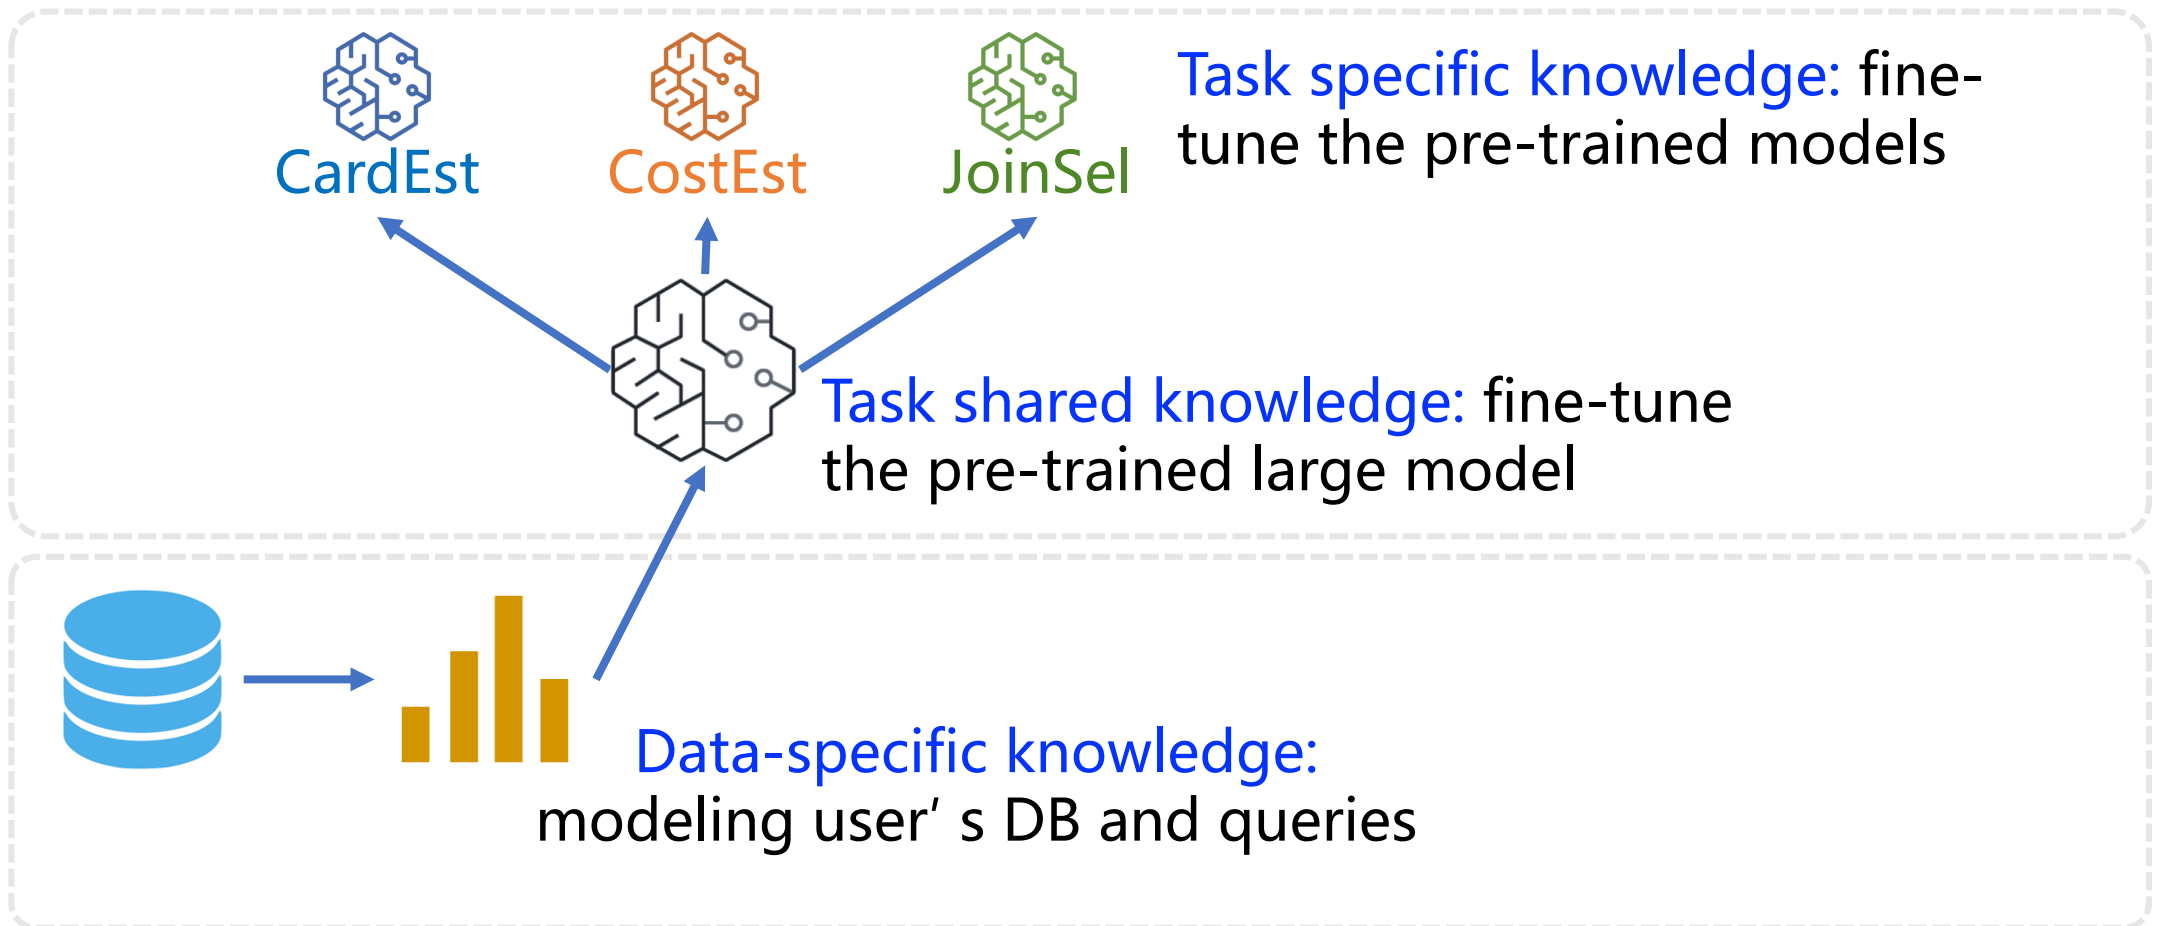 CardEst
CostEst
JoinSel
Task specific knowledge: fine-
tune the pre-trained models
Task shared knowledge: fine-tune
the pre-trained large model
Data-specific knowledge:
modeling user’ s DB and queries